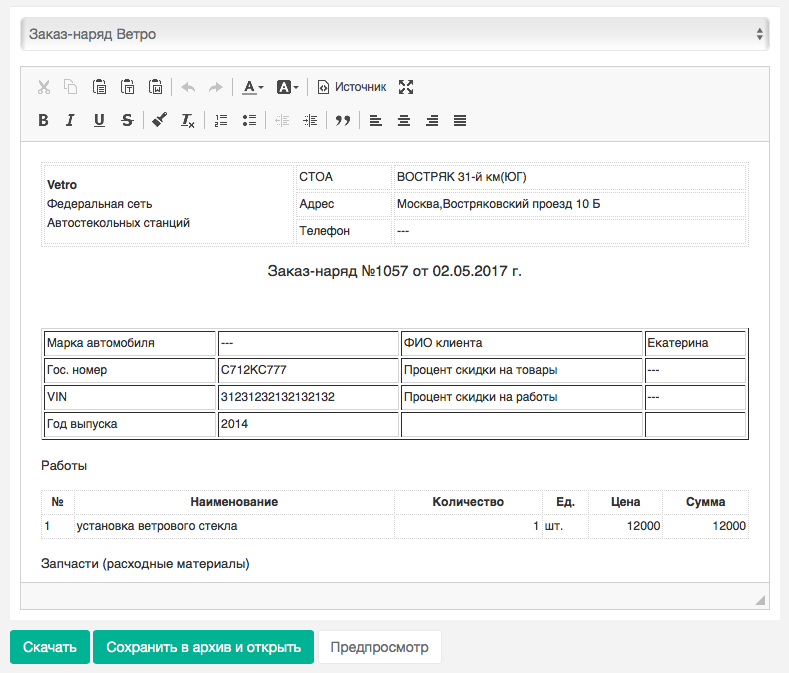 Заказ-наряд Ветро
Источник
Vetro
Федеральная сеть
Автостекольных станций
СТОА ВОСТРЯК 31-й км(ЮГ)
Адрес Москва,Востряковский проезд 10 Б
Телефон ---
Заказ-наряд №1057 от 02.05.2017 г.
Марка автомобиля --- ФИО клиента Екатерина
Гос. номер С712КС777 Процент скидки на товары ---
VIN 31231232132132132 Процент скидки на работы ---
Год выпуска 2014
Работы
№ Наименование Количество Ед. Цена Сумма
1 установка ветрового стекла 1 шт. 12000 12000
Запчасти (расходные материалы)
Скачать Сохранить в архив и открыть Предпросмотр